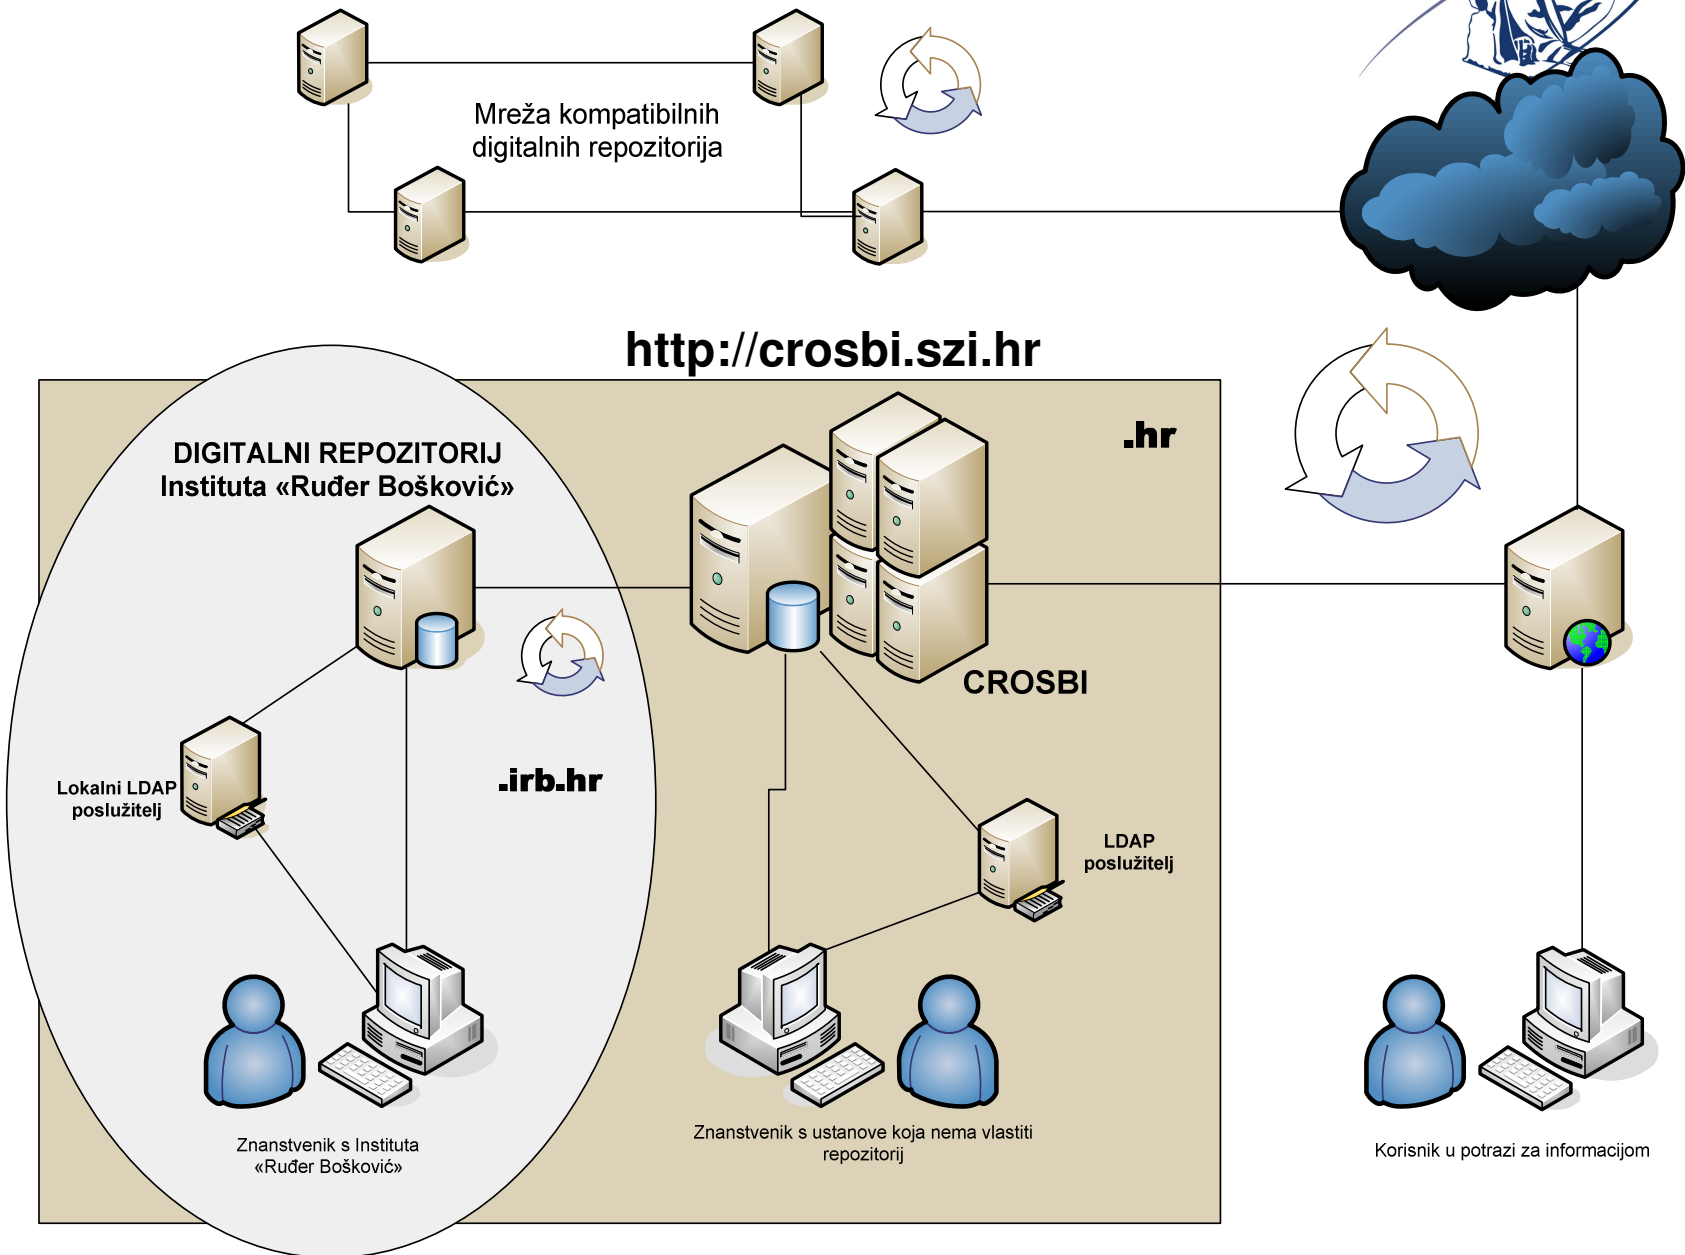 Mreža kompatibilnih
digitalnih repozitorija
http://crosbi.szi.hr
.hr
DIGITALNI REPOZITORIJ
Instituta «Ruđer Bošković»
CROSBI
.irb.hr
Lokalni LDAP
poslužitelj
LDAP
poslužitelj
Znanstvenik s Instituta
«Ruđer Bošković»
Znanstvenik s ustanove koja nema vlastiti
repozitorij
Korisnik u potrazi za informacijom